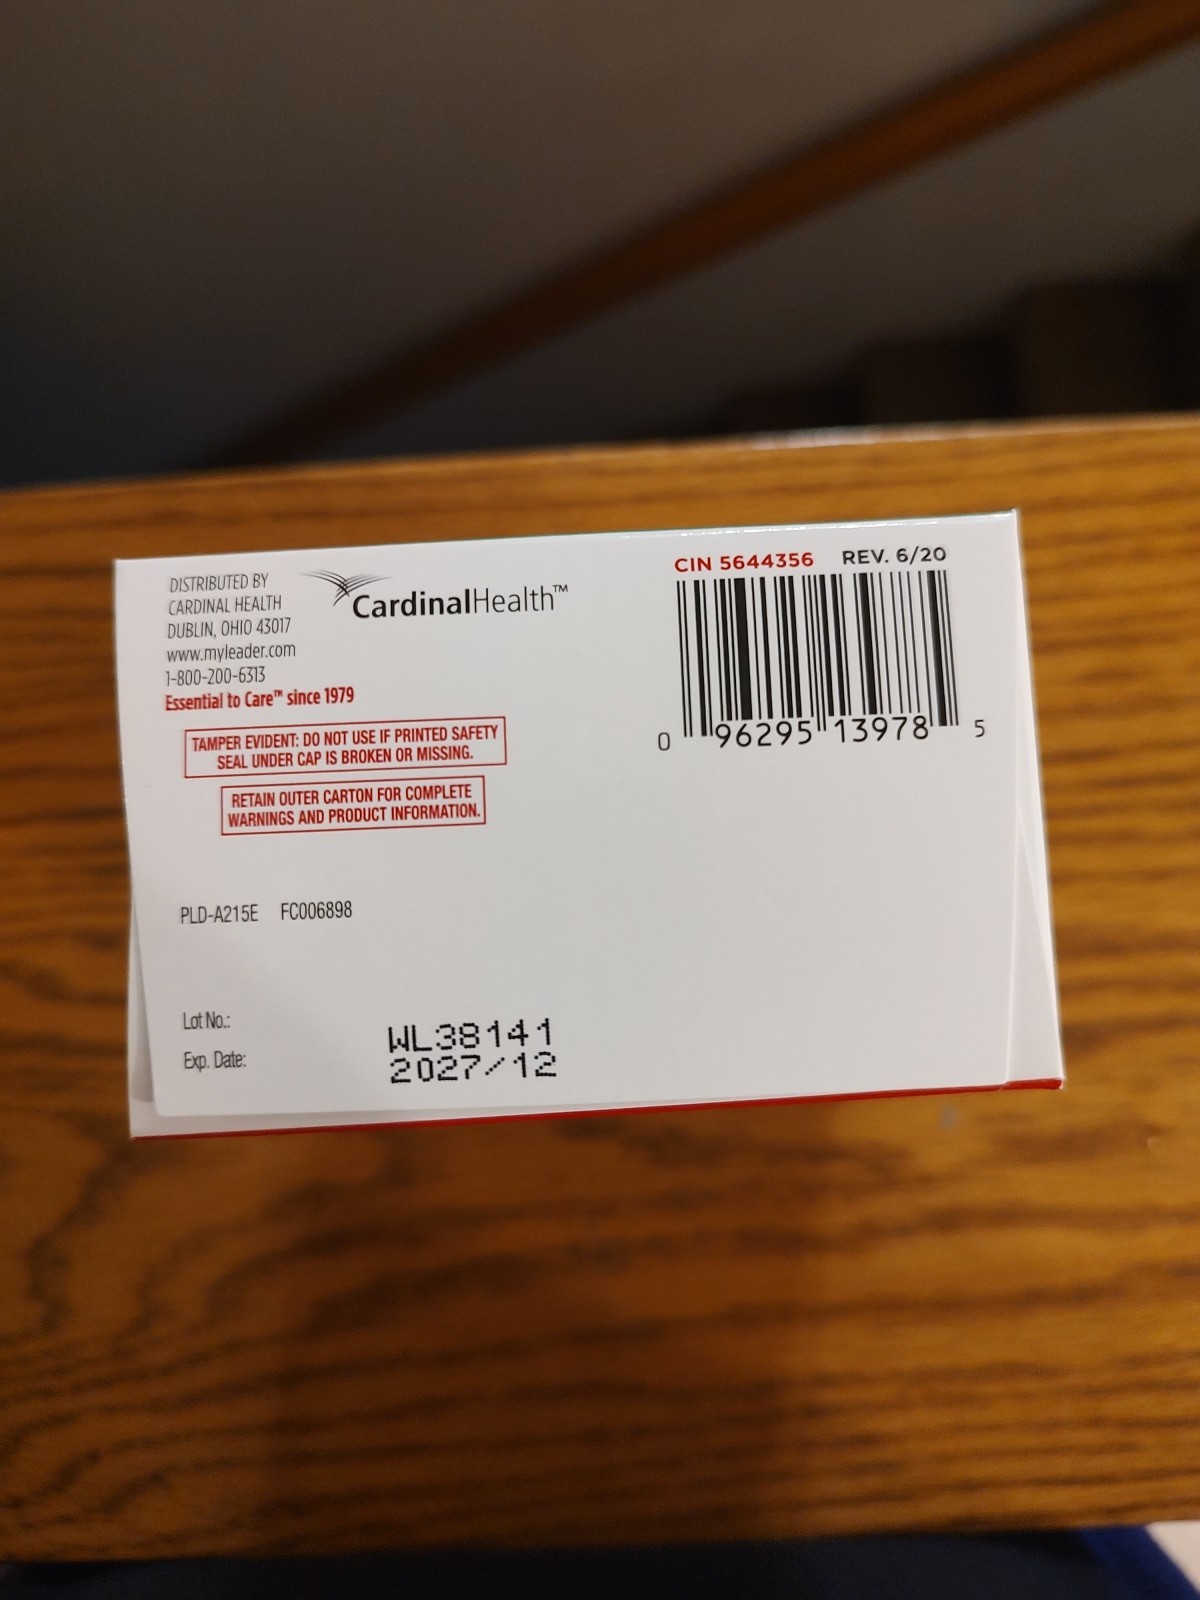 DISTRIBUTED BY
CARDINAL HEALTH
DUBLIN, OHIO 43017
www.myleader.com
1-800-200-6313
Essential to Care™ since 1979
CardinalHealth™
CIN 5644356 REV. 6/20
0 96295 13978 5
TAMPER EVIDENT: DO NOT USE IF PRINTED SAFETY
SEAL UNDER CAP IS BROKEN OR MISSING.
RETAIN OUTER CARTON FOR COMPLETE
WARNINGS AND PRODUCT INFORMATION.
PLD-A215E FC006898
Lot No.: WL38141
Exp. Date: 2027/12